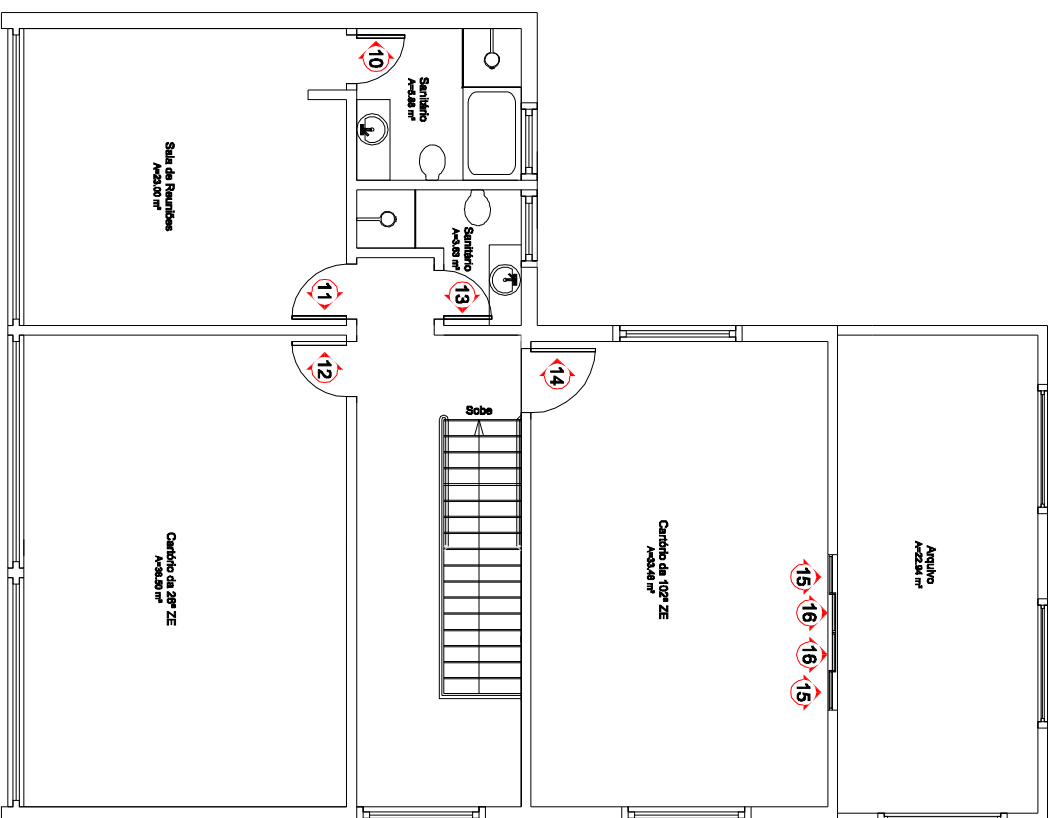 10
Sanitário
A=5.88 m²
Sala de Reuniões
A=23.00 m²
Sanitário
A=3.63 m²
11
13
12
14
Sobe
Cartório da 28ª ZE
A=36.50 m²
Cartório da 102ª ZE
A=33.48 m²
Arquivo
A=22.94 m²
15
16
16
15